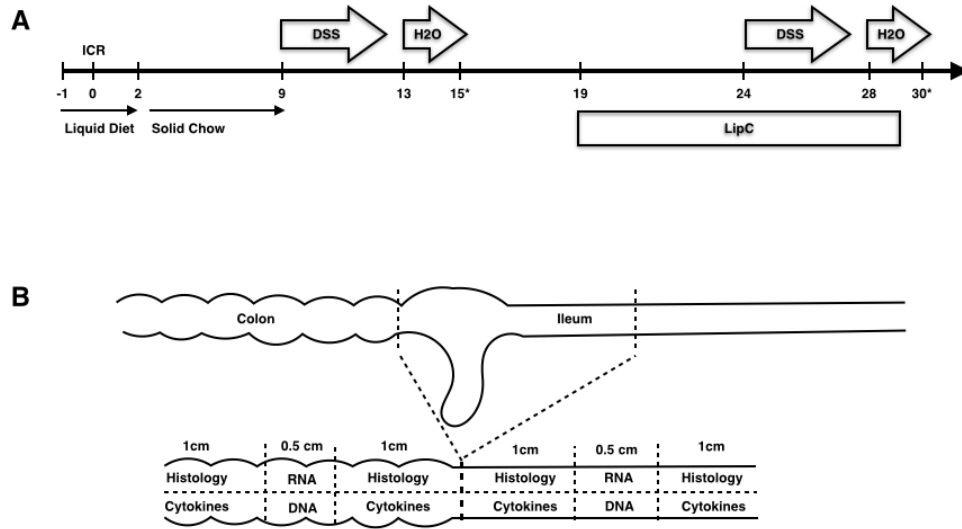 A
DSS
H2O
DSS
H2O
ICR
-1 0 2 9 13 15* 19 24 28 30*
Liquid Diet Solid Chow
LipC
B
Colon
Ileum
1cm 0.5 cm 1cm 1cm 0.5 cm 1cm
Histology RNA Histology Histology RNA Histology
Cytokines DNA Cytokines Cytokines DNA Cytokines